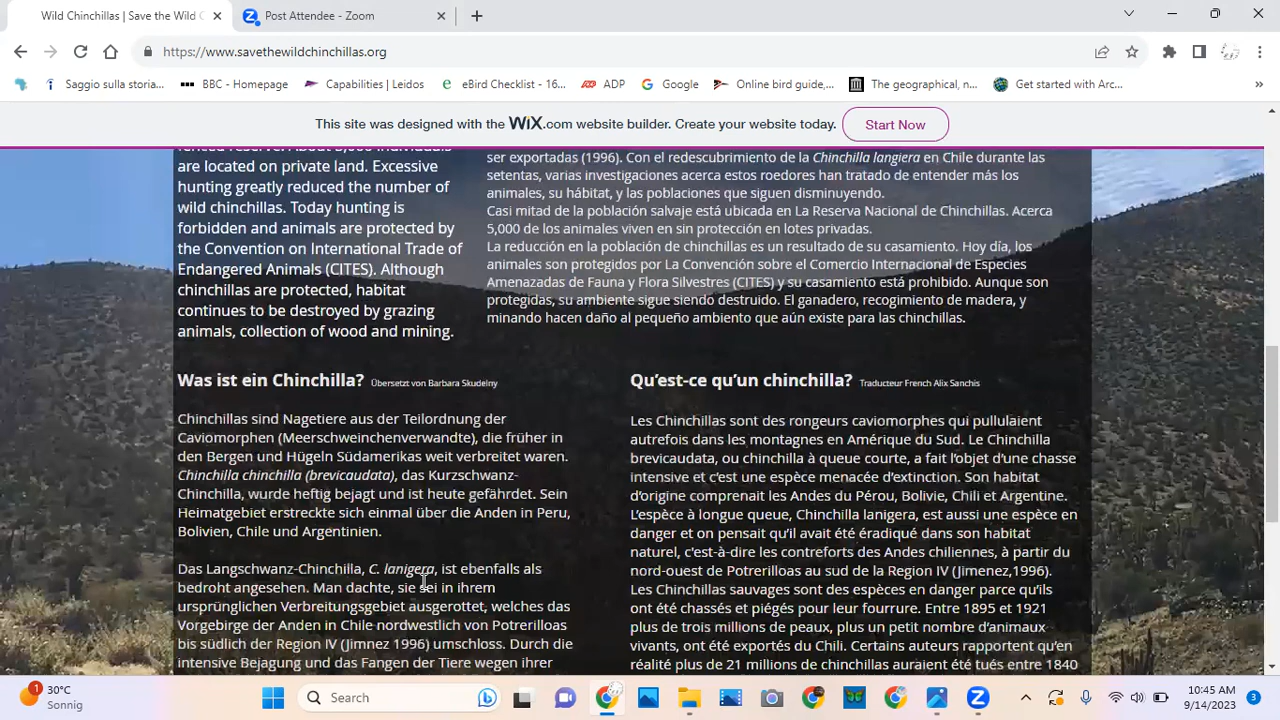 Wild Chinchillas | Save the Wild C
Post Attendee - Zoom
https://www.savethewildchinchillas.org
Saggio sulla storia...
BBC - Homepage
Capabilities | Leidos
eBird Checklist - 16...
ADP
Google
Online bird guide,...
The geographical, n...
Get started with Arc...
This site was designed with the WiX.com website builder. Create your website today.
Start Now
are located on private land. Excessive
hunting greatly reduced the number of
wild chinchillas. Today hunting is
forbidden and animals are protected by
the Convention on International Trade of
Endangered Animals (CITES). Although
chinchillas are protected, habitat
continues to be destroyed by grazing
animals, collection of wood and mining.
ser exportadas (1996). Con el redescubrimiento de la Chinchilla langiera en Chile durante las
setentas, varias investigaciones acerca estos roedores han tratado de entender más los
animales, su hábitat, y las poblaciones que siguen disminuyendo.
Casi mitad de la población salvaje está ubicada en La Reserva Nacional de Chinchillas. Acerca
5,000 de los animales viven en sin protección en lotes privadas.
La reducción en la población de chinchillas es un resultado de su casamiento. Hoy día, los
animales son protegidos por La Convención sobre el Comercio Internacional de Especies
Amenazadas de Fauna y Flora Silvestres (CITES) y su casamiento está prohibido. Aunque son
protegidas, su ambiente sigue siendo destruido. El ganadero, recogimiento de madera, y
minando hacen daño al pequeño ambiente que aún existe para las chinchillas.
Was ist ein Chinchilla? Übersetzt von Barbara Skudelny
Chinchillas sind Nagetiere aus der Teilordnung der
Caviomorphen (Meerschweinchenverwandte), die früher in
den Bergen und Hügeln Südamerikas weit verbreitet waren.
Chinchilla chinchilla (brevicaudata), das Kurzschwanz-
Chinchilla, wurde heftig bejagt und ist heute gefährdet. Sein
Heimatgebiet erstreckte sich einmal über die Anden in Peru,
Bolivien, Chile und Argentinien.
Das Langschwanz-Chinchilla, C. lanigera, ist ebenfalls als
bedroht angesehen. Man dachte, sie sei in ihrem
ursprünglichen Verbreitungsgebiet ausgerottet, welches das
Vorgebirge der Anden in Chile nordwestlich von Potrerilloas
bis südlich der Region IV (Jimnez 1996) umschloss. Durch die
intensive Bejagung und das Fangen der Tiere wegen ihrer
Qu'est-ce qu'un chinchilla? Traducteur French Alix Sanchis
Les Chinchillas sont des rongeurs caviomorphes qui pullulaient
autrefois dans les montagnes en Amérique du Sud. Le Chinchilla
brevicaudata, ou chinchilla à queue courte, a fait l'objet d'une chasse
intensive et c'est une espèce menacée d'extinction. Son habitat
d'origine comprenait les Andes du Pérou, Bolivie, Chili et Argentine.
L'espèce à longue queue, Chinchilla lanigera, est aussi une espèce en
danger et on pensait qu'il avait été éradiqué dans son habitat
naturel, c'est-à-dire les contreforts des Andes chiliennes, à partir du
nord-ouest de Potrerilloas au sud de la Region IV (Jimenez,1996).
Les Chinchillas sauvages sont des espèces en danger parce qu'ils
ont été chassés et piégés pour leur fourrure. Entre 1895 et 1921
plus de trois millions de peaux, plus un petit nombre d'animaux
vivants, ont été exportés du Chili. Certains auteurs rapportent qu'en
réalité plus de 21 millions de chinchillas auraient été tués entre 1840
1
30°C
Sonnig
Search
10:45 AM
9/14/2023
3